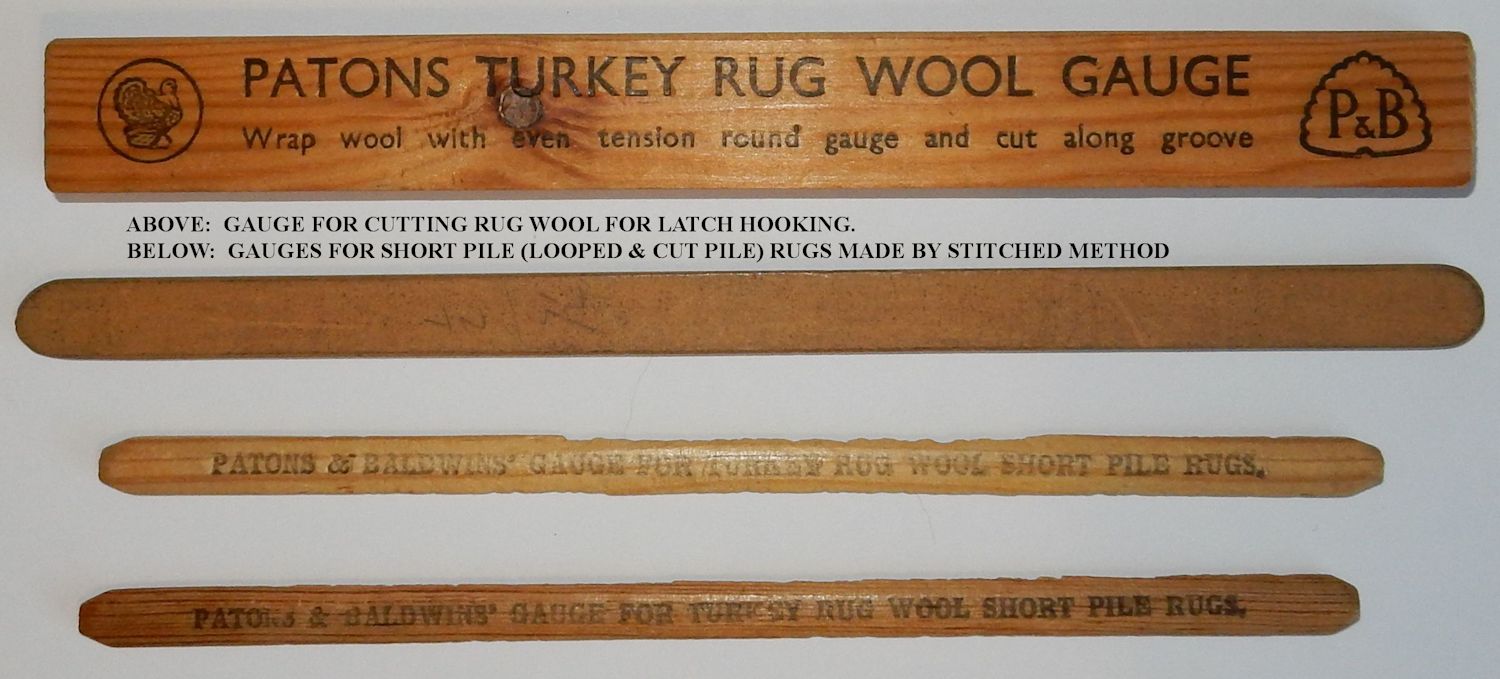 PATONS TURKEY RUG WOOL GAUGE
Wrap wool with even tension round gauge and cut along groove
P&B
ABOVE: GAUGE FOR CUTTING RUG WOOL FOR LATCH HOOKING.
BELOW: GAUGES FOR SHORT PILE (LOOPED & CUT PILE) RUGS MADE BY STITCHED METHOD
PATONS & BALDWINS' GAUGE FOR TURKEY RUG WOOL SHORT PILE RUGS.
PATONS & BALDWINS' GAUGE FOR TURKEY RUG WOOL SHORT PILE RUGS.